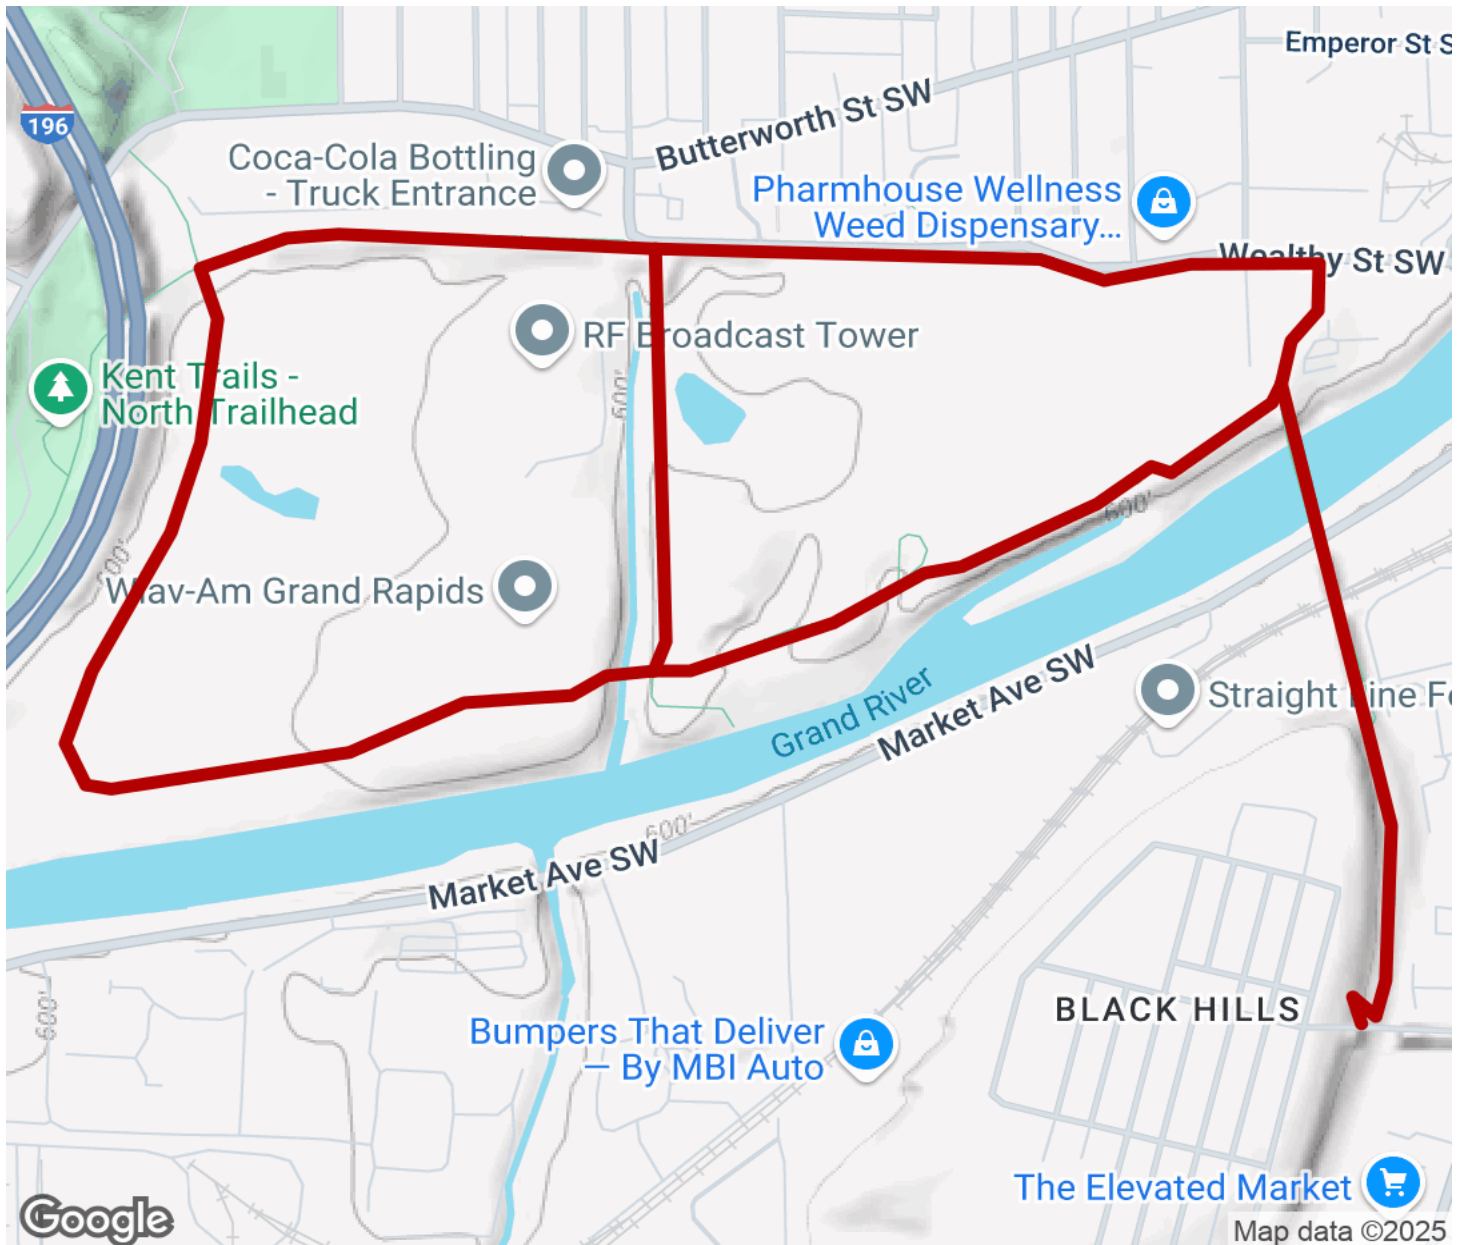 Emperor St S
196
Butterworth St SW
Coca-Cola Bottling
- Truck Entrance
Pharmhouse Wellness
Weed Dispensary...
Wealthy St SW
RF Broadcast Tower
Kent Trails -
North Trailhead
600'
600'
600'
Wlav-Am Grand Rapids
Grand River
Market Ave SW
Straight Line Fe
600'
Market Ave SW
600'
BLACK HILLS
Bumpers That Deliver
— By MBI Auto
The Elevated Market
Google
Map data ©2025